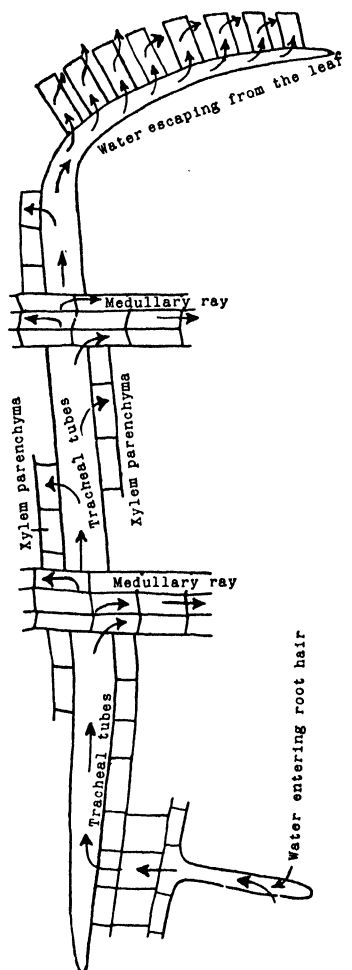 Water escaping from the leaf
Medullary ray
Xylem parenchyma
Tracheal tubes
Xylem parenchyma
Medullary ray
Tracheal tubes
Water entering root hair